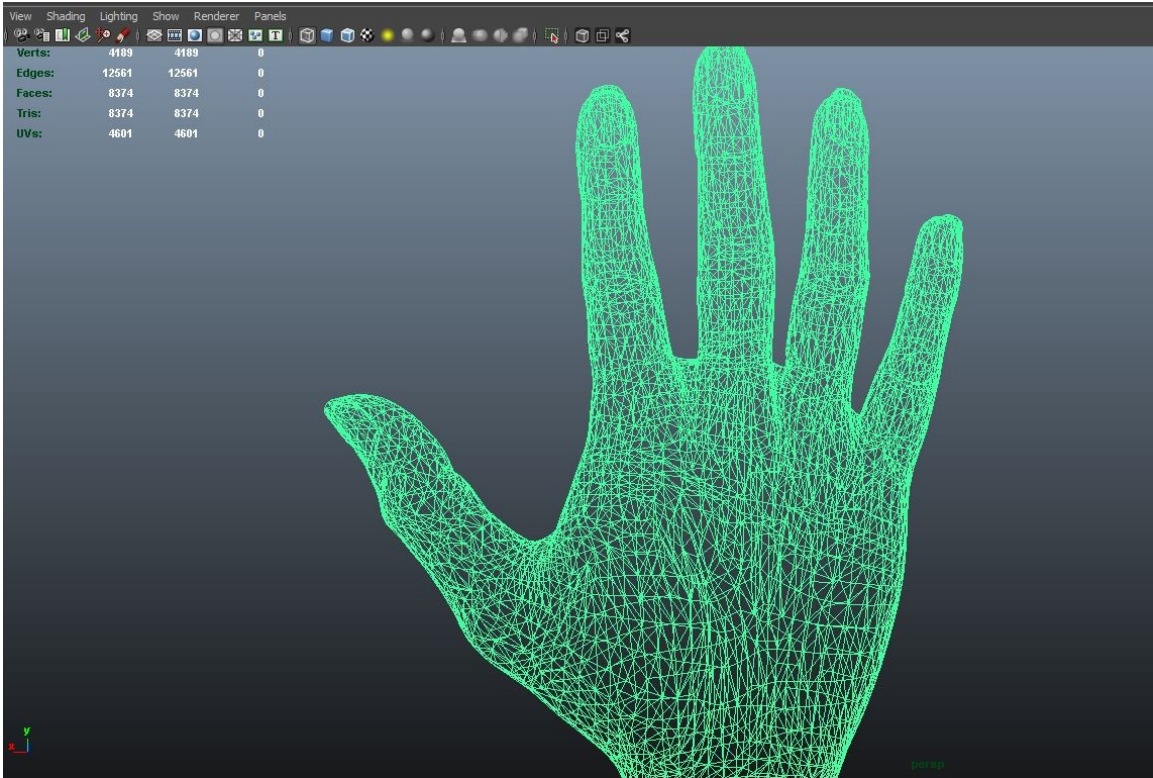 View Shading Lighting Show Renderer Panels
Verts: 4189 4189 0
Edges: 12561 12561 0
Faces: 8374 8374 0
Tris: 8374 8374 0
UVs: 4601 4601 0
y
x
persp